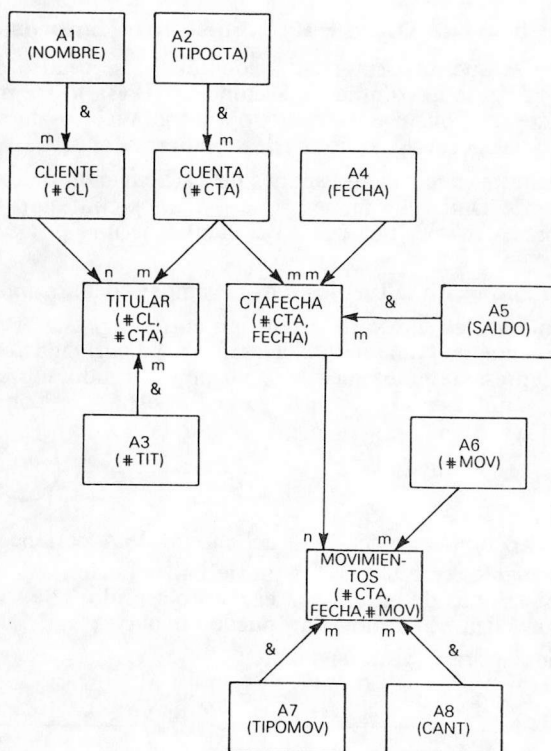 A1
(NOMBRE)
A2
(TIPOCTA)
&
m
&
m
CLIENTE
(#CL)
CUENTA
(#CTA)
A4
(FECHA)
n
m
m
m
TITULAR
(#CL,
#CTA)
CTAFECHA
(#CTA,
FECHA)
&
m
A5
(SALDO)
m
&
A3
(#TIT)
A6
(#MOV)
n
m
MOVIMIEN-
TOS
(#CTA,
FECHA,#MOV)
&
m
m
&
A7
(TIPOMOV)
A8
(CANT)